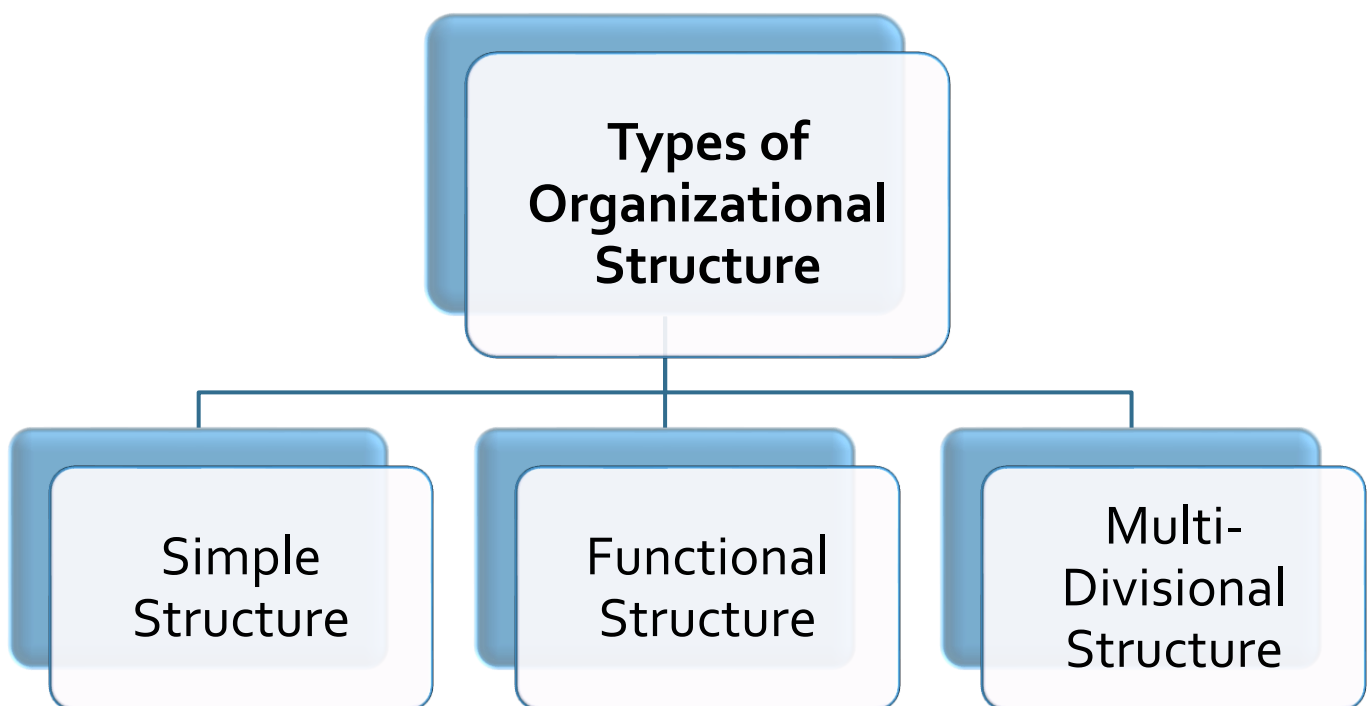 Types of
Organizational
Structure
Simple
Structure
Functional
Structure
Multi-
Divisional
Structure